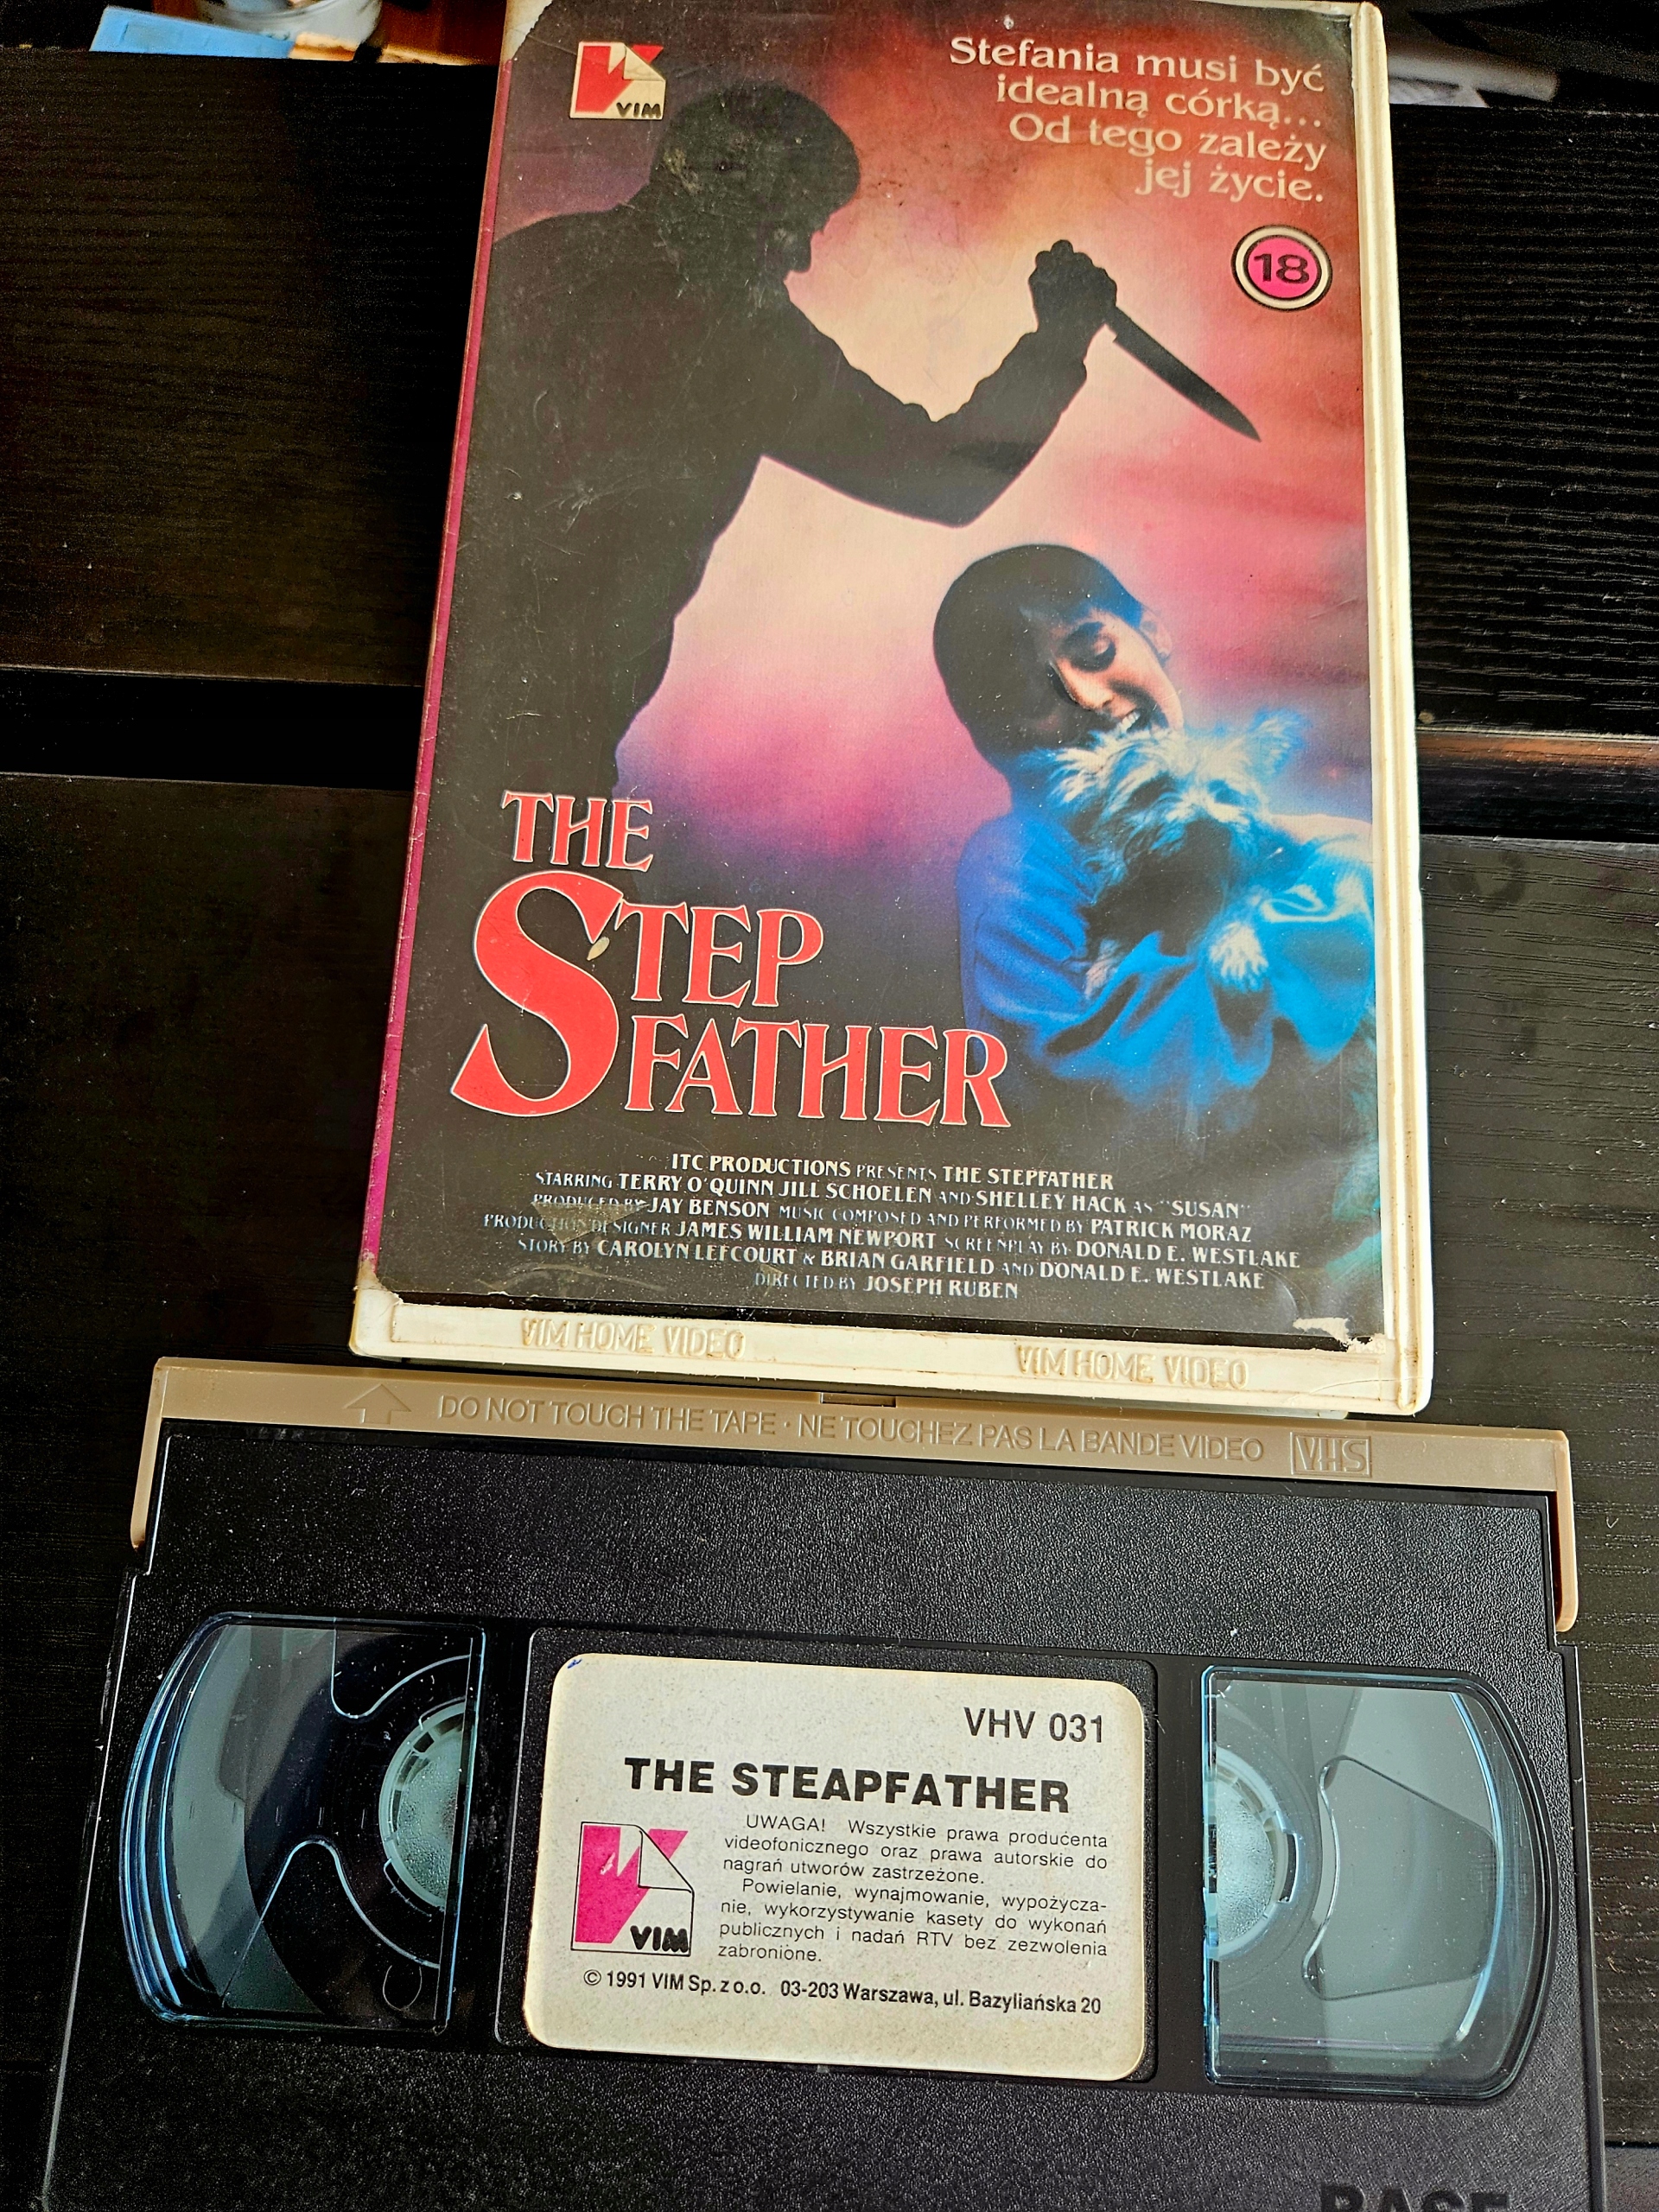 VIM
Stefania musi być
idealną córką...
Od tego zależy
jej życie.
18
THE
STEP
FATHER
ITC PRODUCTIONS PRESENTS THE STEPFATHER
STARRING TERRY O'QUINN JILL SCHOELEN AND SHELLEY HACK AS "SUSAN"
PRODUCED BY JAY BENSON MUSIC COMPOSED AND PERFORMED BY PATRICK MORAZ
PRODUCTION DESIGNER JAMES WILLIAM NEWPORT SCREENPLAY BY DONALD E. WESTLAKE
STORY BY CAROLYN LEFCOURT & BRIAN GARFIELD AND DONALD E. WESTLAKE
DIRECTED BY JOSEPH RUBEN
VIM HOME VIDEO VIM HOME VIDEO
DO NOT TOUCH THE TAPE · NE TOUCHEZ PAS LA BANDE VIDEO VHS
VHV 031
THE STEAPFATHER
UWAGA! Wszystkie prawa producenta
videofonicznego oraz prawa autorskie do
nagrań utworów zastrzeżone.
Powielanie, wynajmowanie, wypożycza-
nie, wykorzystywanie kasety do wykonań
publicznych i nadań RTV bez zezwolenia
zabronione.
VIM
© 1991 VIM Sp. z o.o. 03-203 Warszawa, ul. Bazyliańska 20
BASF